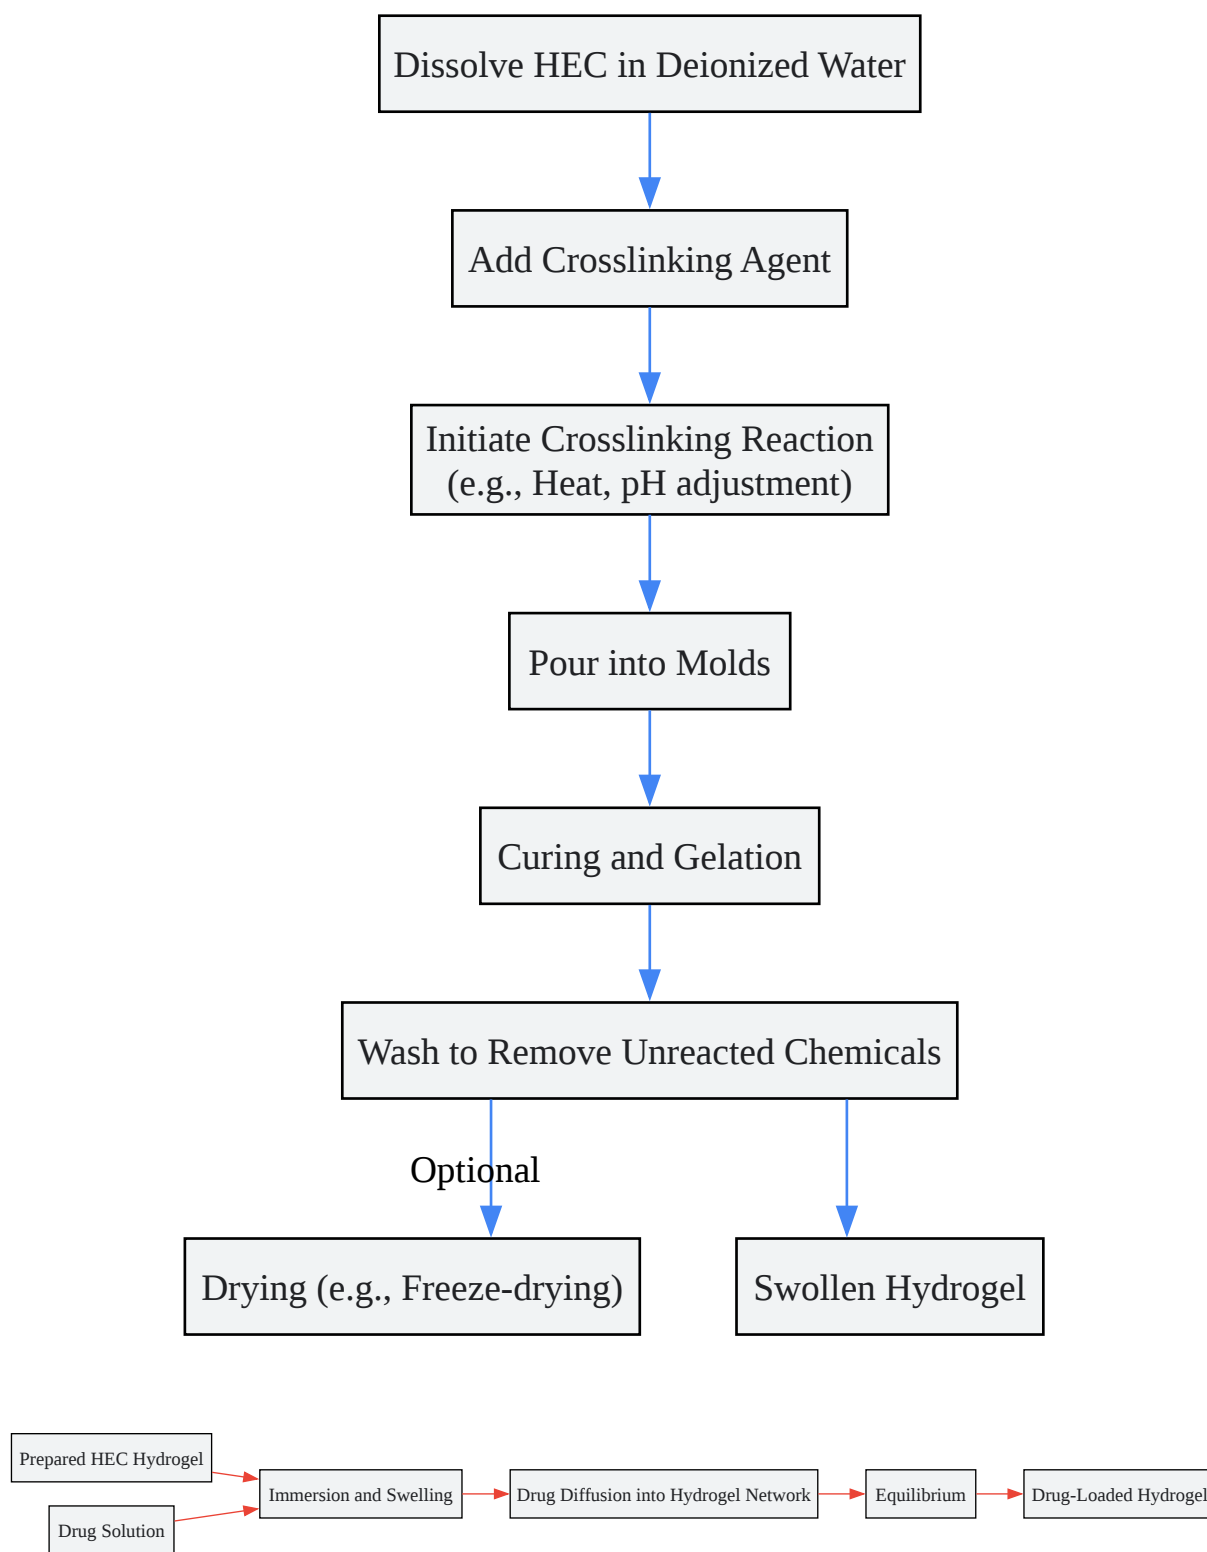 Dissolve HEC in Deionized Water
Add Crosslinking Agent
Initiate Crosslinking Reaction
(e.g., Heat, pH adjustment)
Pour into Molds
Curing and Gelation
Wash to Remove Unreacted Chemicals
Optional
Drying (e.g., Freeze-drying)
Swollen Hydrogel
Prepared HEC Hydrogel
Drug Solution
Immersion and Swelling
Drug Diffusion into Hydrogel Network
Equilibrium
Drug-Loaded Hydrogel